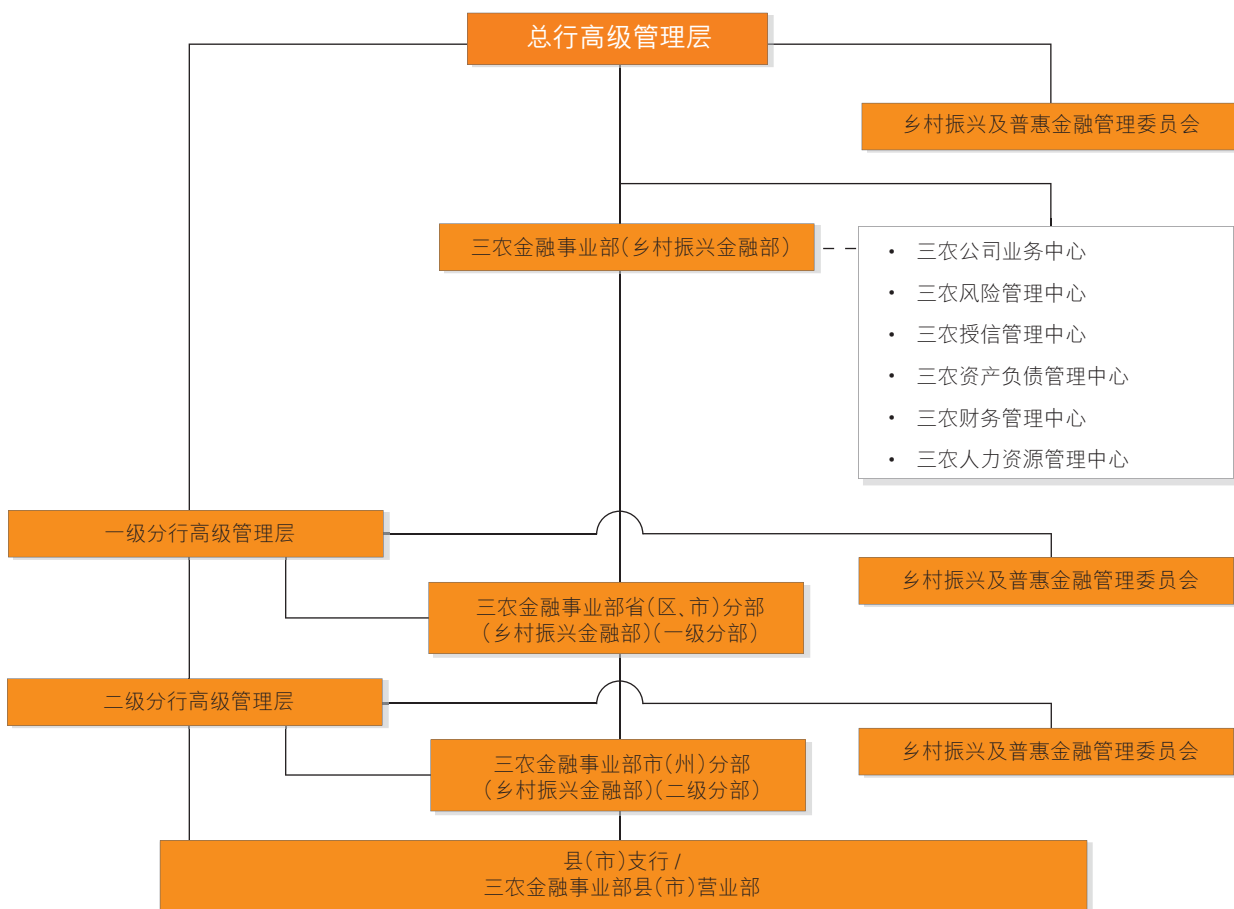 总行高级管理层
乡村振兴及普惠金融管理委员会
三农金融事业部(乡村振兴金融部)
• 三农公司业务中心
• 三农风险管理中心
• 三农授信管理中心
• 三农资产负债管理中心
• 三农财务管理中心
• 三农人力资源管理中心
一级分行高级管理层
乡村振兴及普惠金融管理委员会
三农金融事业部省(区、市)分部
(乡村振兴金融部)(一级分部)
二级分行高级管理层
乡村振兴及普惠金融管理委员会
三农金融事业部市(州)分部
(乡村振兴金融部)(二级分部)
县(市)支行 /
三农金融事业部县(市)营业部